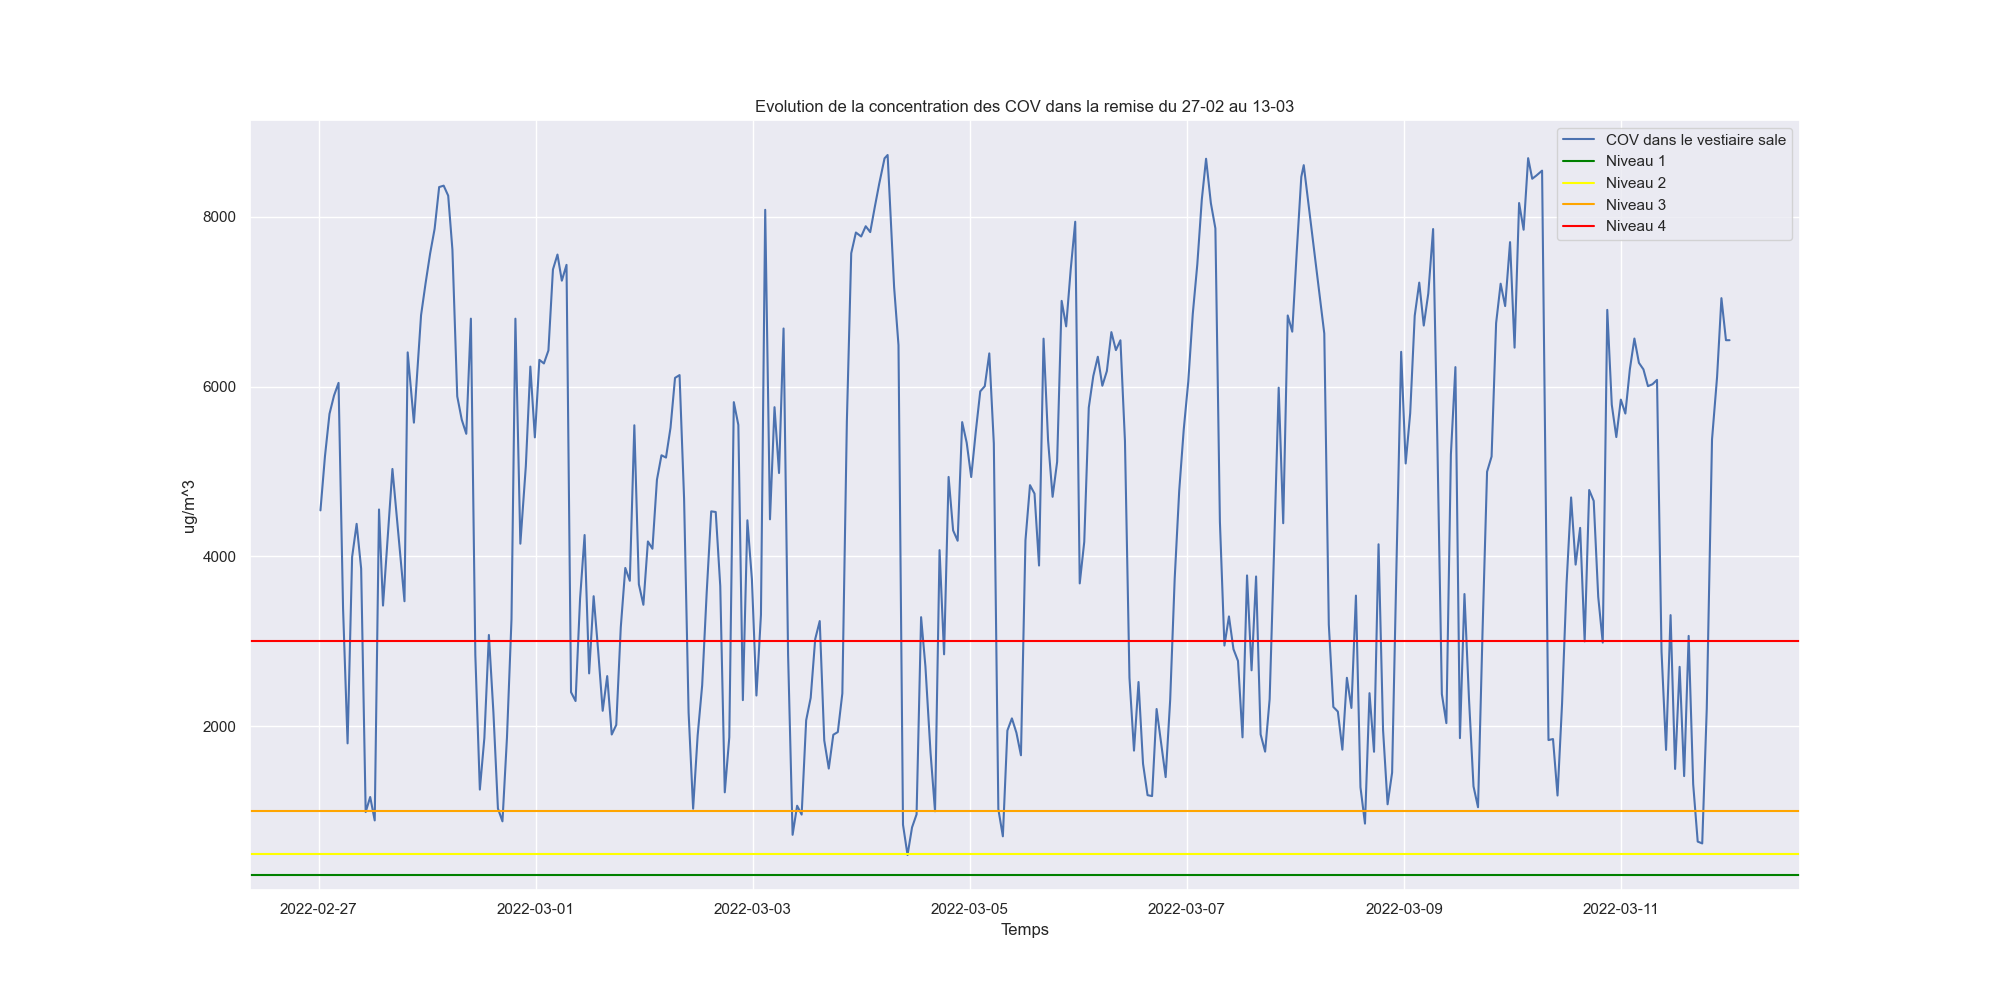 Evolution de la concentration des COV dans la remise du 27-02 au 13-03
COV dans le vestiaire sale
Niveau 1
Niveau 2
Niveau 3
Niveau 4
8000
6000
4000
2000
ug/m^3
2022-02-27
2022-03-01
2022-03-03
2022-03-05
2022-03-07
2022-03-09
2022-03-11
Temps